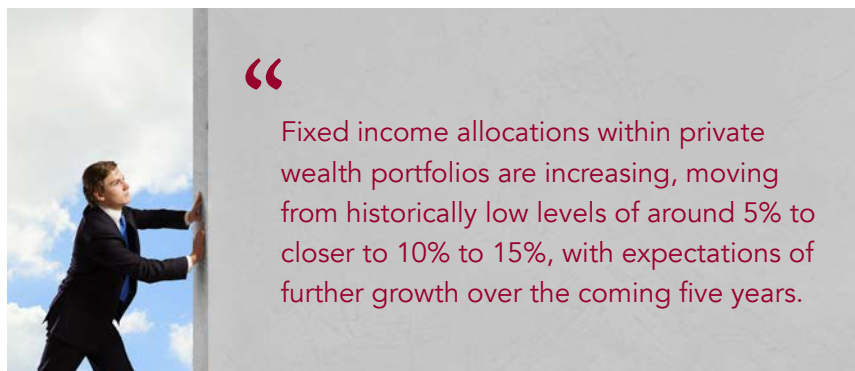 “
Fixed income allocations within private
wealth portfolios are increasing, moving
from historically low levels of around 5% to
closer to 10% to 15%, with expectations of
further growth over the coming five years.